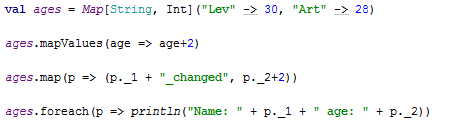 val ages = Map[String, Int]("Lev" -> 30, "Art" -> 28)
ages.mapValues(age => age+2)
ages.map(p => (p._1 + "_changed", p._2+2))
ages.foreach(p => println("Name: " + p._1 + " age: " + p._2))